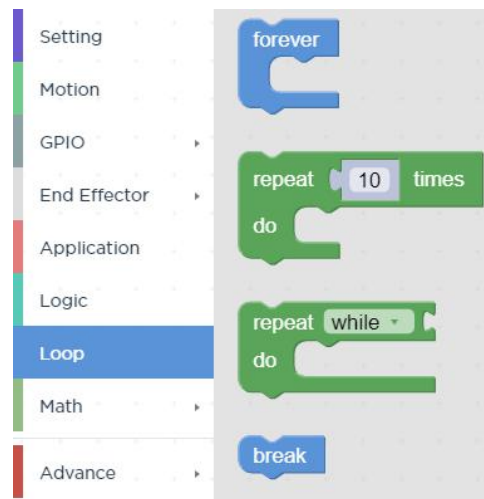 Setting
Motion
GPIO
End Effector
Application
Logic
Loop
Math
Advance
forever
repeat 10 times
do
repeat while
do
break